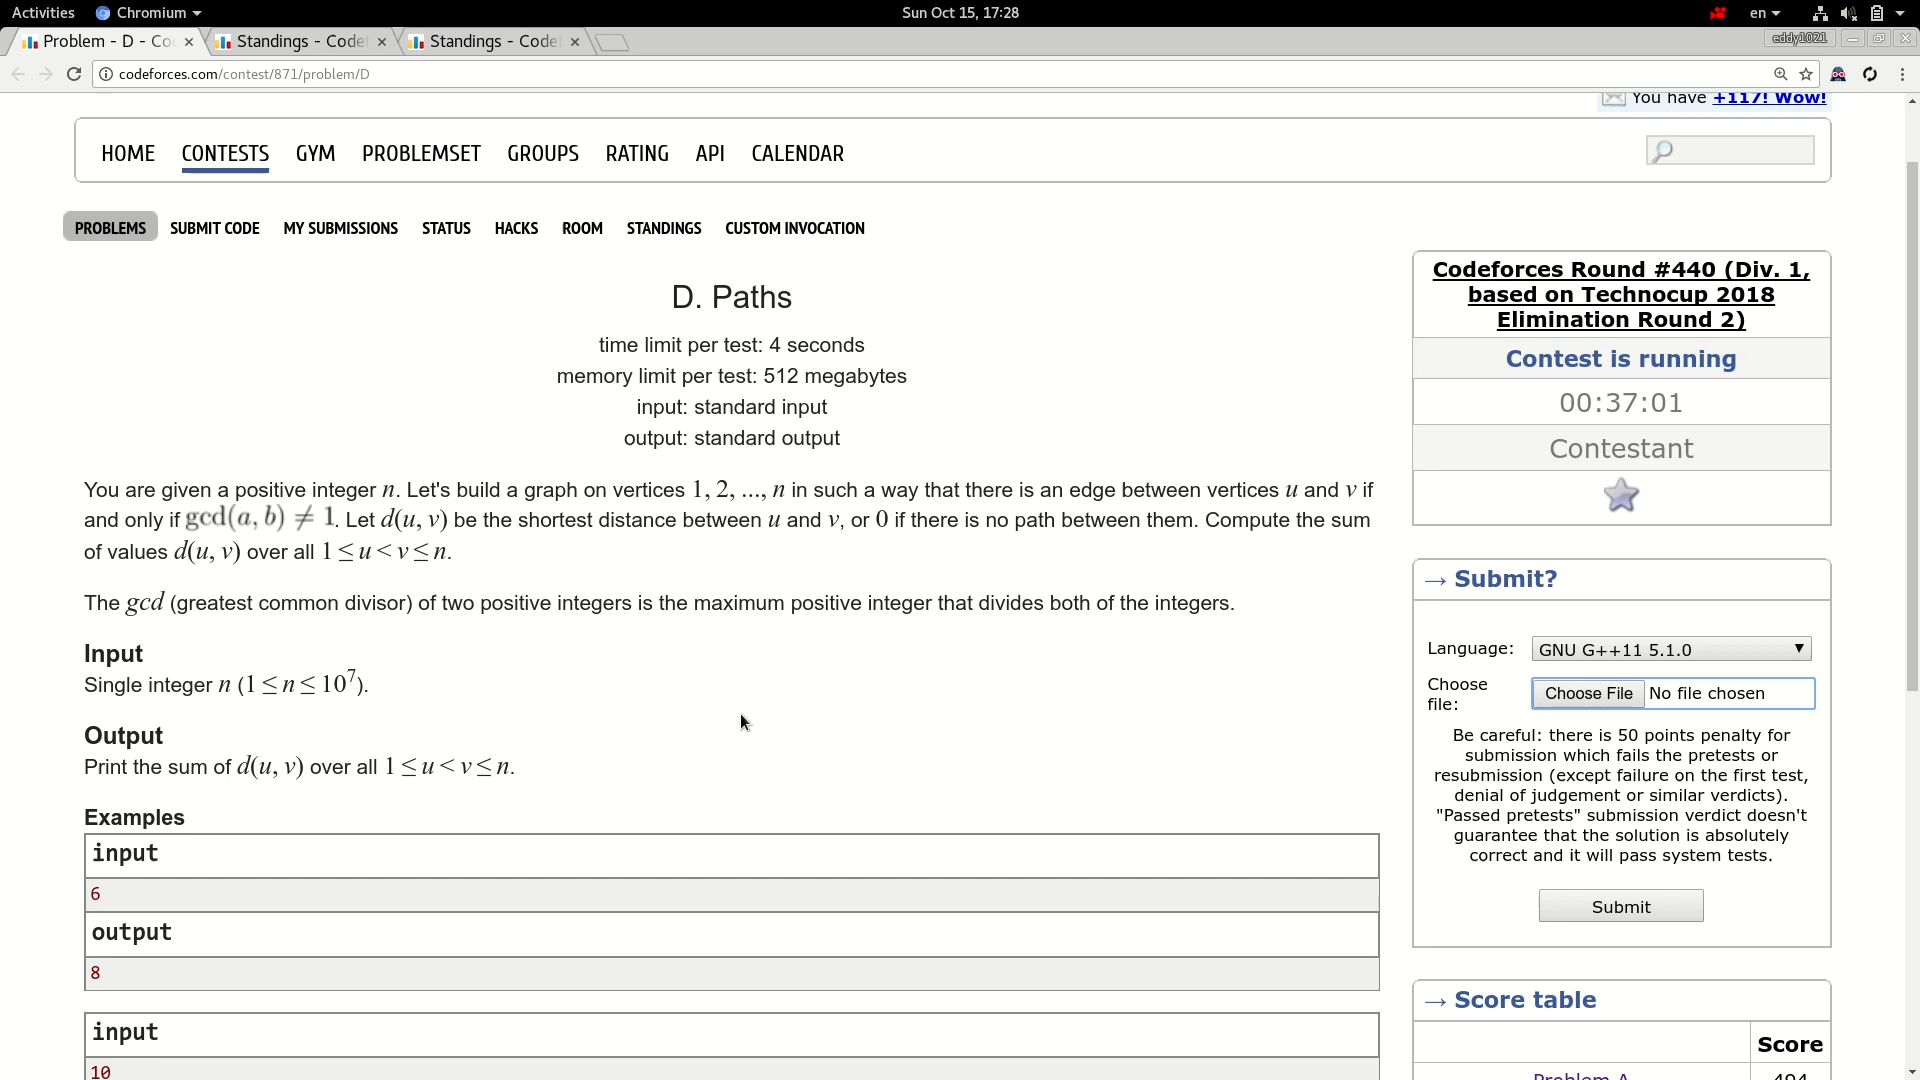 Activities Chromium Sun Oct 15, 17:28 en
Problem - D - Co Standings - Codef Standings - Codef eddy1021
codeforces.com/contest/871/problem/D
You have +117! Wow!
HOME CONTESTS GYM PROBLEMSET GROUPS RATING API CALENDAR
PROBLEMS SUBMIT CODE MY SUBMISSIONS STATUS HACKS ROOM STANDINGS CUSTOM INVOCATION
D. Paths
time limit per test: 4 seconds
memory limit per test: 512 megabytes
input: standard input
output: standard output
You are given a positive integer n. Let's build a graph on vertices 1, 2, ..., n in such a way that there is an edge between vertices u and v if
and only if gcd(a, b) ≠ 1. Let d(u, v) be the shortest distance between u and v, or 0 if there is no path between them. Compute the sum
of values d(u, v) over all 1 ≤ u < v ≤ n.
The gcd (greatest common divisor) of two positive integers is the maximum positive integer that divides both of the integers.
Input
Single integer n (1 ≤ n ≤ 10^7).
Output
Print the sum of d(u, v) over all 1 ≤ u < v ≤ n.
Examples
input
6
output
8
input
10
Codeforces Round #440 (Div. 1,
based on Technocup 2018
Elimination Round 2)
Contest is running
00:37:01
Contestant
→ Submit?
Language: GNU G++11 5.1.0
Choose
file: Choose File No file chosen
Be careful: there is 50 points penalty for
submission which fails the pretests or
resubmission (except failure on the first test,
denial of judgement or similar verdicts).
"Passed pretests" submission verdict doesn't
guarantee that the solution is absolutely
correct and it will pass system tests.
Submit
→ Score table
Score
Problem A 494